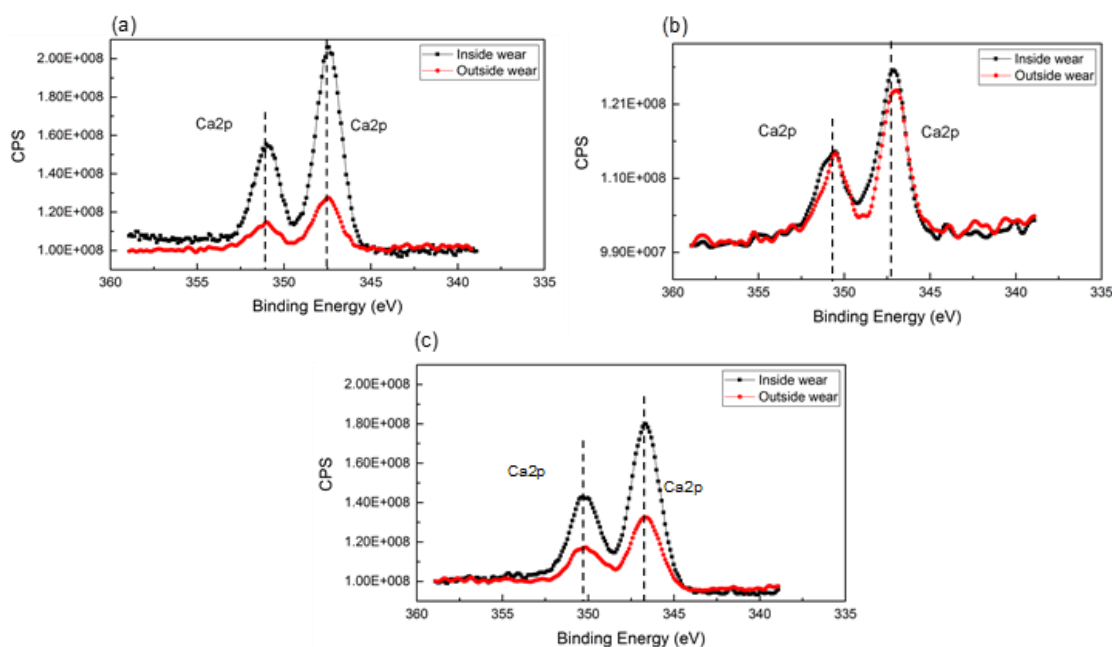 (a)
2.00E+008
1.80E+008
1.60E+008
1.40E+008
1.20E+008
1.00E+008
CPS
Inside wear
Outside wear
Ca2p
Ca2p
360 355 350 345 340 335
Binding Energy (eV)
(b)
1.21E+008
1.10E+008
9.90E+007
CPS
Inside wear
Outside wear
Ca2p
Ca2p
360 355 350 345 340 335
Binding Energy (eV)
(c)
2.00E+008
1.80E+008
1.60E+008
1.40E+008
1.20E+008
1.00E+008
CPS
Inside wear
Outside wear
Ca2p
Ca2p
360 355 350 345 340 335
Binding Energy (eV)